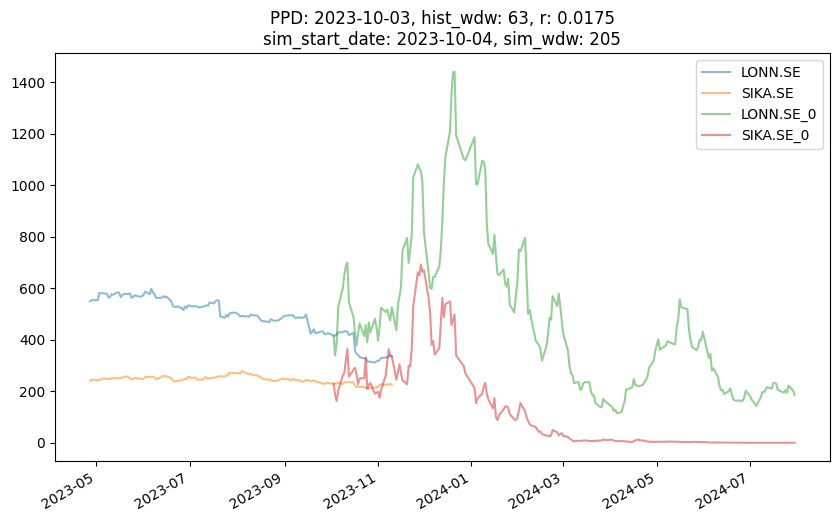 PPD: 2023-10-03, hist_wdw: 63, r: 0.0175
sim_start_date: 2023-10-04, sim_wdw: 205
LONN.SE
SIKA.SE
LONN.SE_0
SIKA.SE_0
1400
1200
1000
800
600
400
200
0
2023-05
2023-07
2023-09
2023-11
2024-01
2024-03
2024-05
2024-07